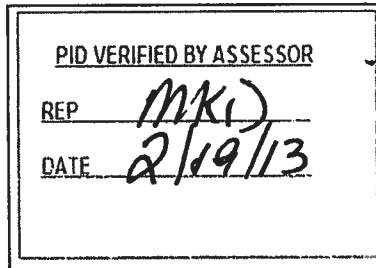 PID VERIFIED BY ASSESSOR
REP MKD
DATE 2/19/13